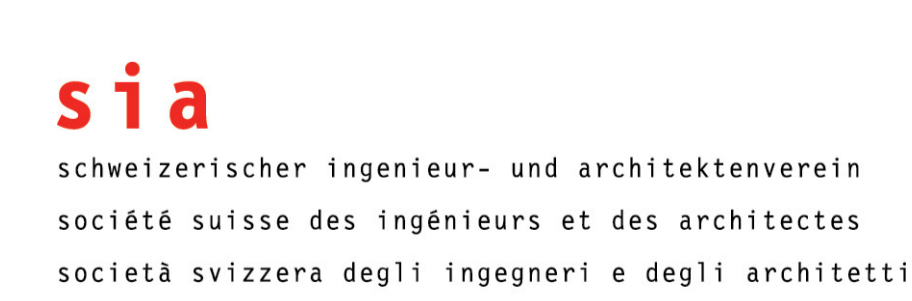 sia
schweizerischer ingenieur- und architektenverein
société suisse des ingénieurs et des architectes
società svizzera degli ingegneri e degli architetti